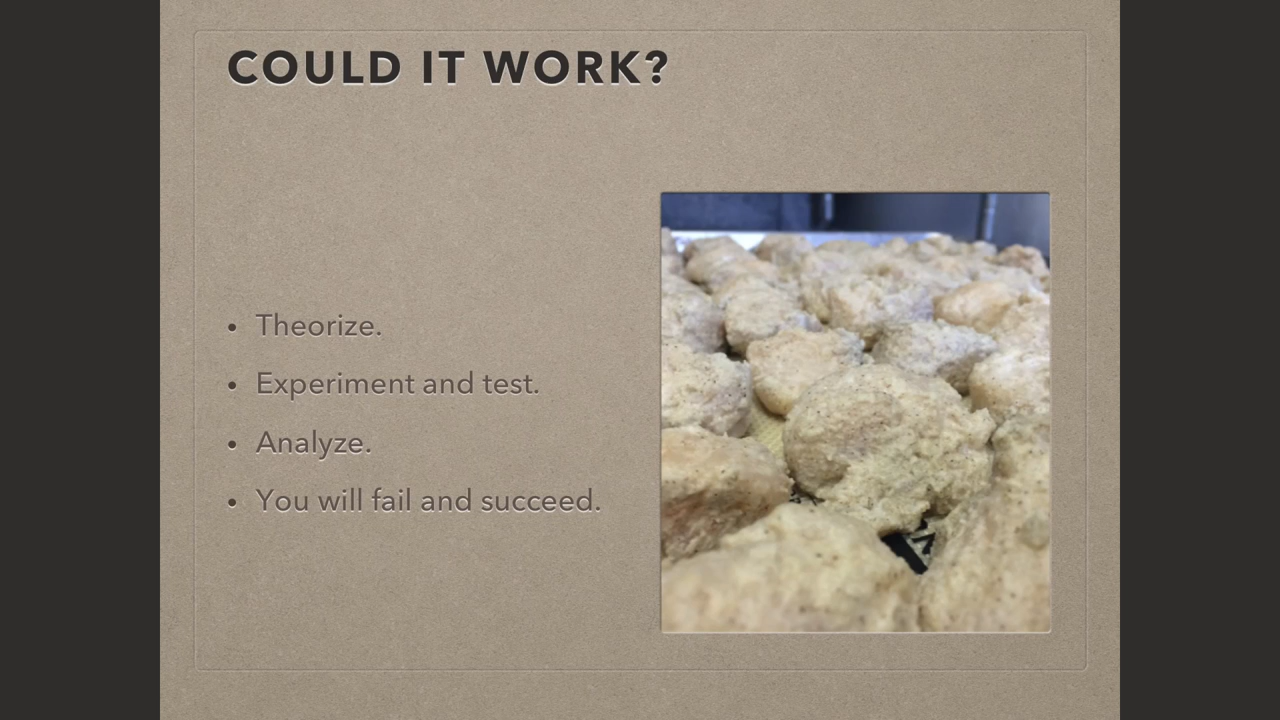 COULD IT WORK?
• Theorize.
• Experiment and test.
• Analyze.
• You will fail and succeed.